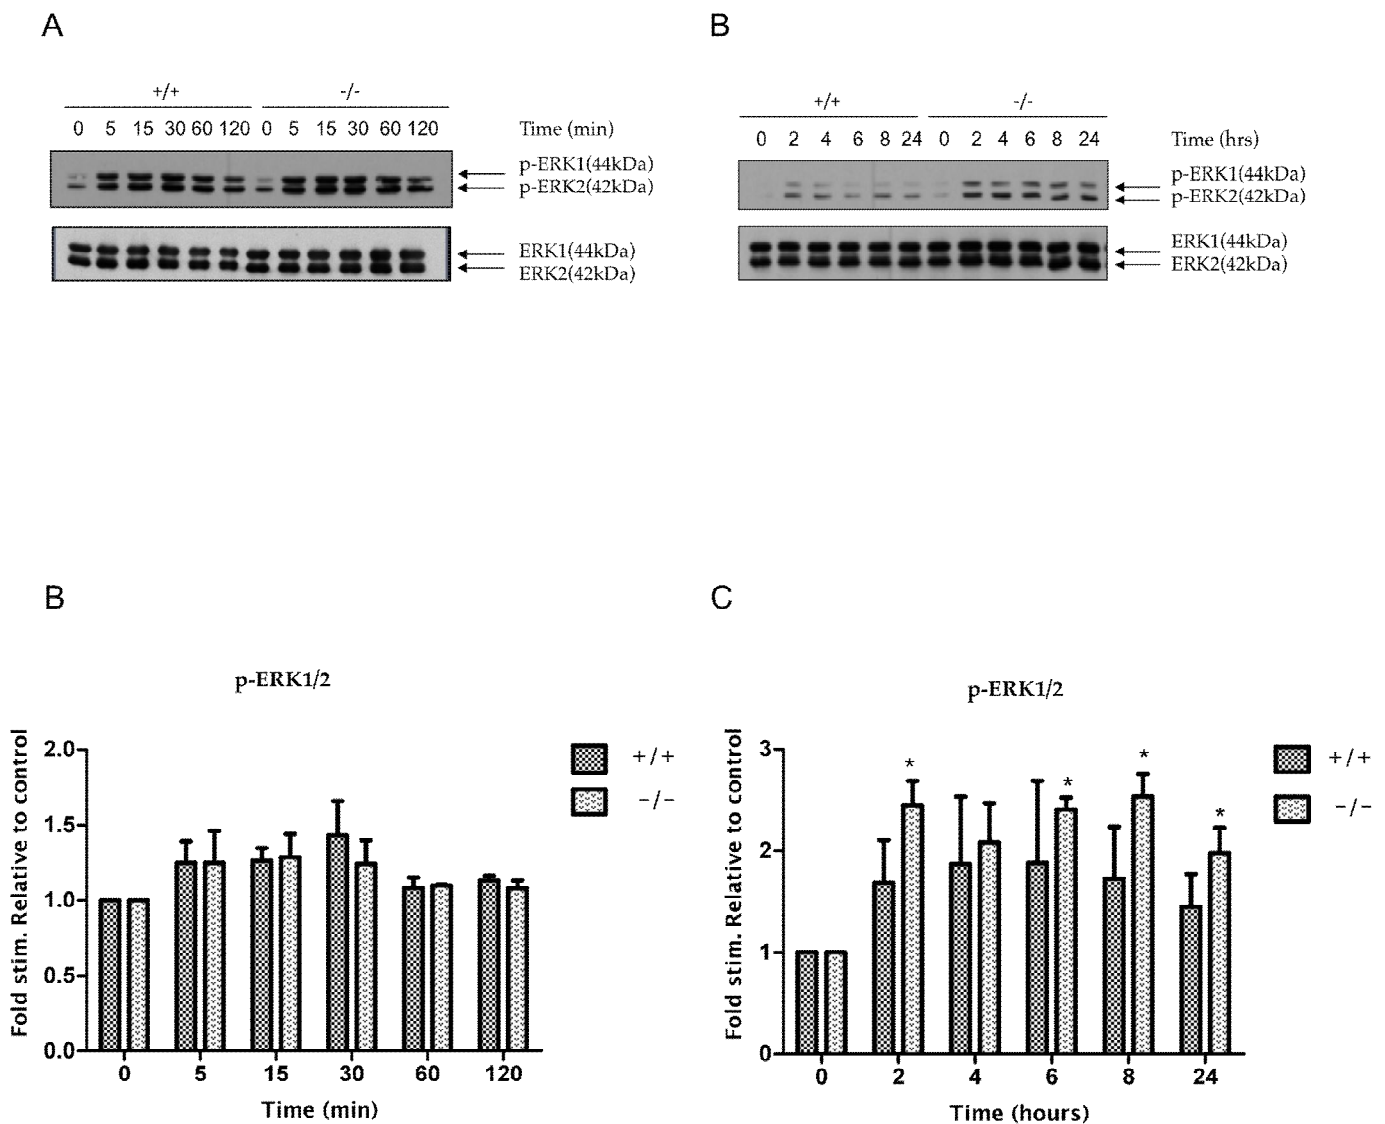 A
+/+ -/-
0 5 15 30 60 120 0 5 15 30 60 120 Time (min)
p-ERK1(44kDa)
p-ERK2(42kDa)
ERK1(44kDa)
ERK2(42kDa)
B
+/+ -/-
0 2 4 6 8 24 0 2 4 6 8 24 Time (hrs)
p-ERK1(44kDa)
p-ERK2(42kDa)
ERK1(44kDa)
ERK2(42kDa)
B
p-ERK1/2
Fold stim. Relative to control
2.0
1.5
1.0
0.5
0.0
0 5 15 30 60 120
Time (min)
+/+
-/-
C
p-ERK1/2
Fold stim. Relative to control
3
2
1
0
* * * *
0 2 4 6 8 24
Time (hours)
+/+
-/-